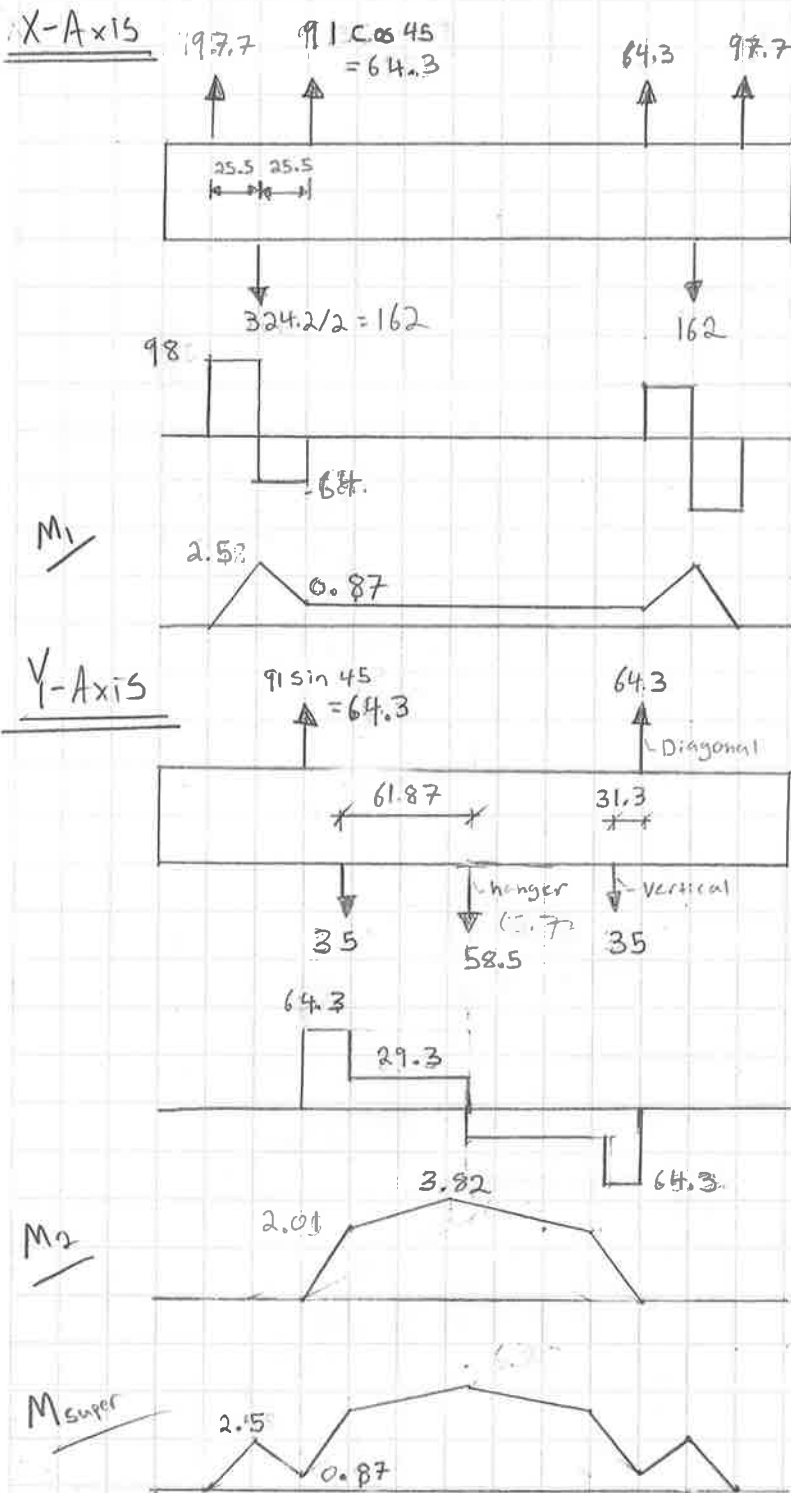 X-Axis
97.7
91 Cos 45
= 64.3
64.3
97.7
25.5 25.5
324.2/2 = 162
162
98
M1
0.87
Y-Axis
91 sin 45
= 64.3
64.3
Diagonal
61.87
31.3
hanger
Vertical
35
58.5
35
64.3
29.3
64.3
3.82
M2
2.01
Msuper
2.5
0.87